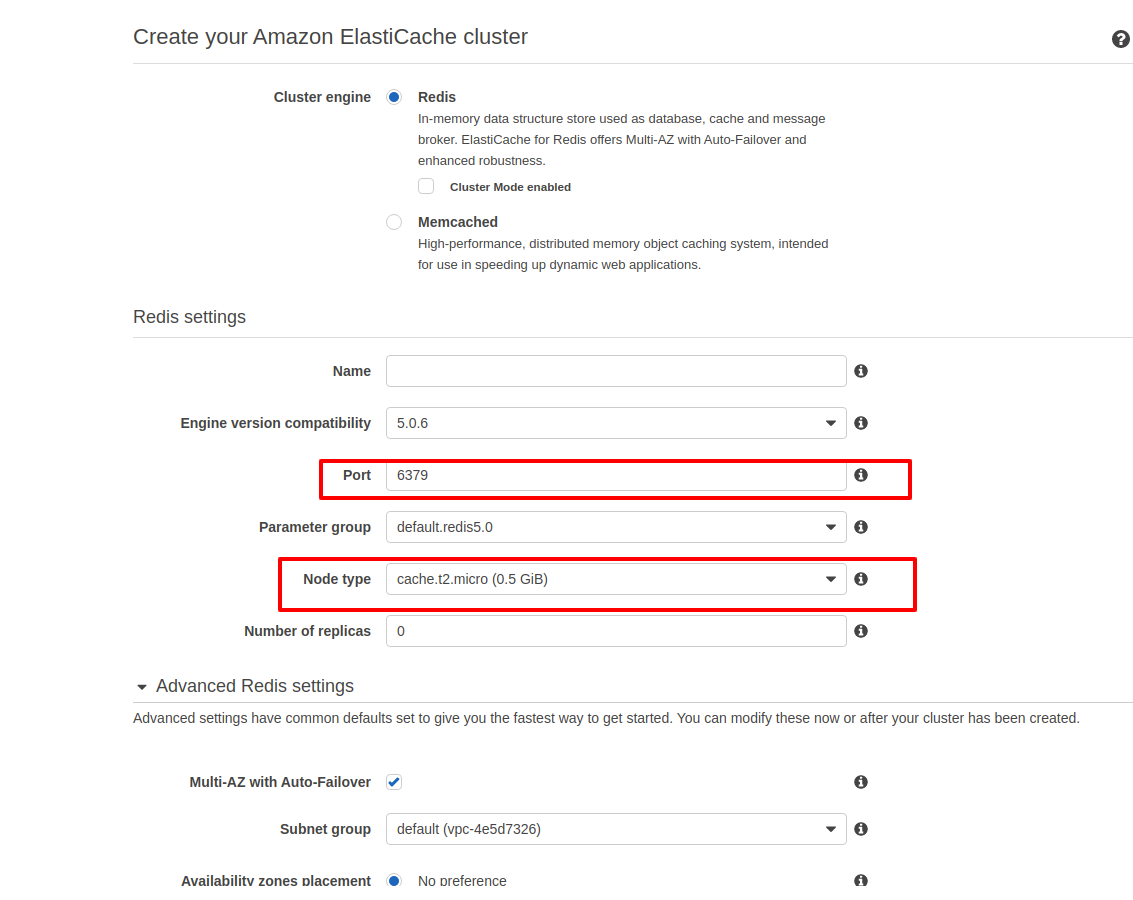 Create your Amazon ElastiCache cluster
Cluster engine Redis
In-memory data structure store used as database, cache and message
broker. ElastiCache for Redis offers Multi-AZ with Auto-Failover and
enhanced robustness.
Cluster Mode enabled
Memcached
High-performance, distributed memory object caching system, intended
for use in speeding up dynamic web applications.
Redis settings
Name
Engine version compatibility 5.0.6
Port 6379
Parameter group default.redis5.0
Node type cache.t2.micro (0.5 GiB)
Number of replicas 0
Advanced Redis settings
Advanced settings have common defaults set to give you the fastest way to get started. You can modify these now or after your cluster has been created.
Multi-AZ with Auto-Failover
Subnet group default (vpc-4e5d7326)
Availability zones placement No preference